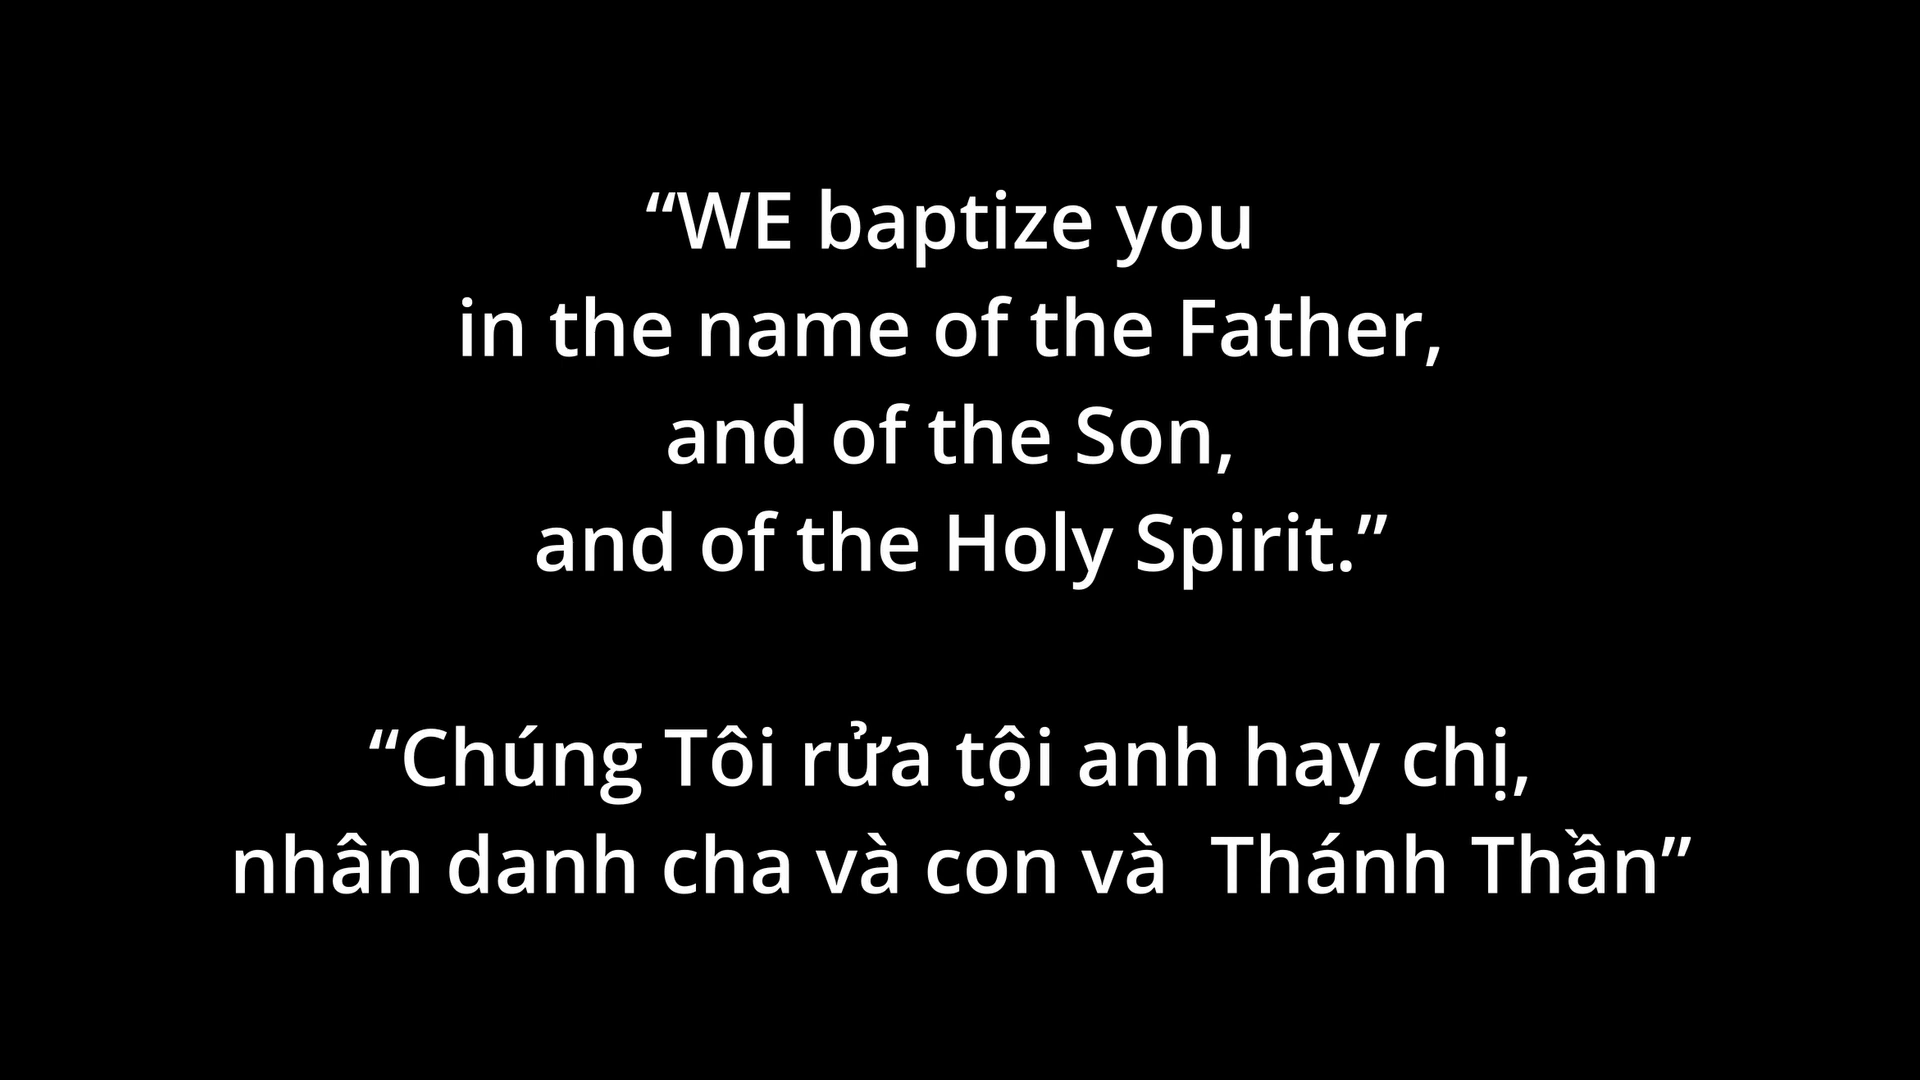 “WE baptize you
in the name of the Father,
and of the Son,
and of the Holy Spirit.”
“Chúng Tôi rửa tội anh hay chị,
nhân danh cha và con và  Thánh Thần”